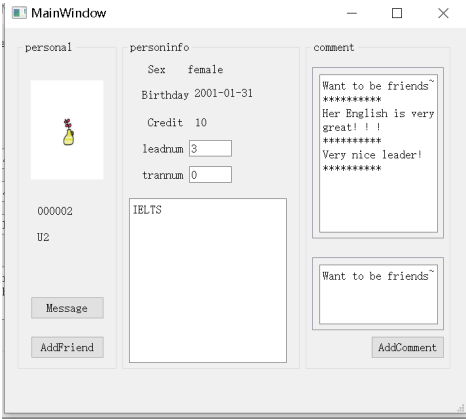 MainWindow
personal
000002
U2
Message
AddFriend
personinfo
Sex female
Birthday 2001-01-31
Credit 10
leadnum 3
trannum 0
IELTS
comment
Want to be friends~
**********
Her English is very
great! ! !
**********
Very nice leader!
**********
Want to be friends~
AddComment